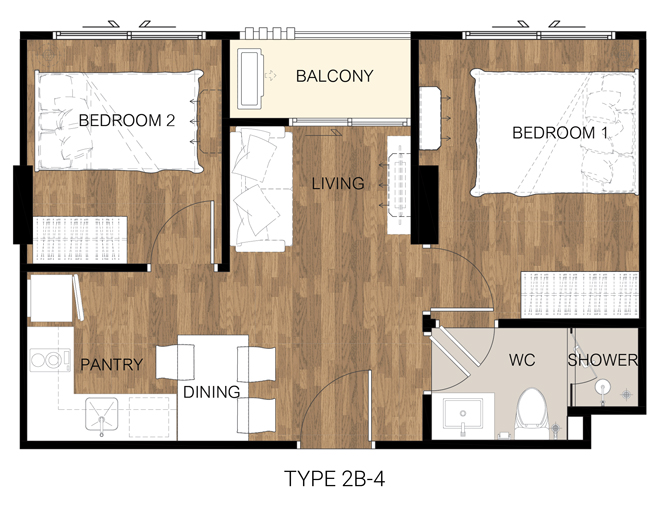 BALCONY
BEDROOM 2
BEDROOM 1
LIVING
PANTRY
WC
SHOWER
DINING
TYPE 2B-4